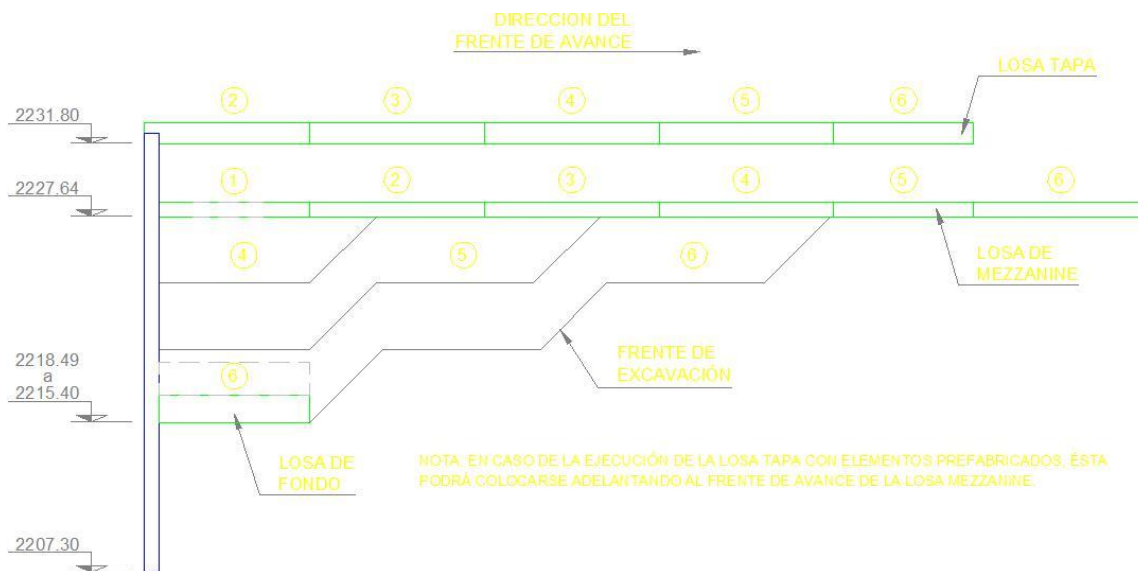 DIRECCION DEL
FRENTE DE AVANCE
LOSA TAPA
2
3
4
5
6
2231.80
2227.64
1
2
3
4
5
6
4
5
6
LOSA DE
MEZZANINE
FRENTE DE
EXCAVACIÓN
2218.49
a
2215.40
6
LOSA DE
FONDO
NOTA: EN CASO DE LA EJECUCIÓN DE LA LOSA TAPA CON ELEMENTOS PREFABRICADOS, ÉSTA
PODRÁ COLOCARSE ADELANTANDO AL FRENTE DE AVANCE DE LA LOSA MEZZANINE.
2207.30